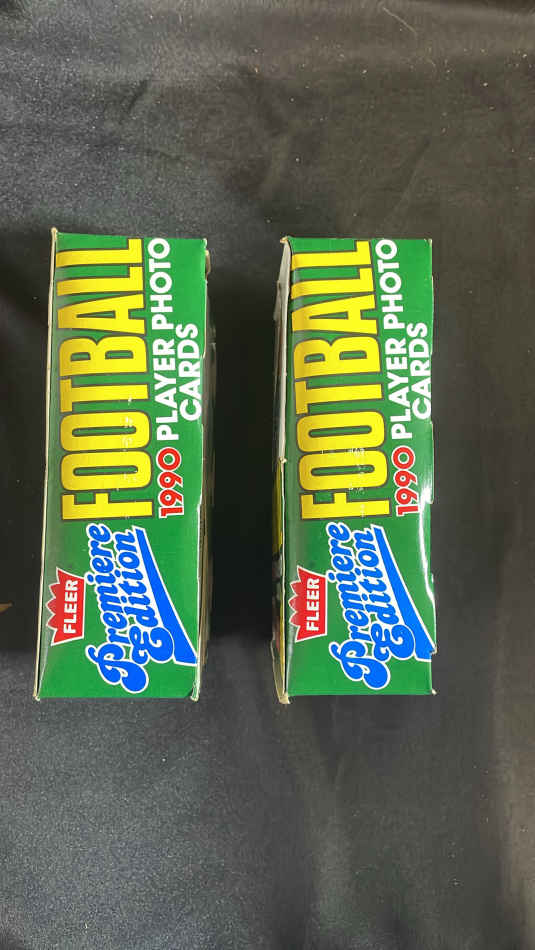 FLEER
Premiere
Edition
FOOTBALL
1990 PLAYER PHOTO
CARDS
FLEER
Premiere
Edition
FOOTBALL
1990 PLAYER PHOTO
CARDS